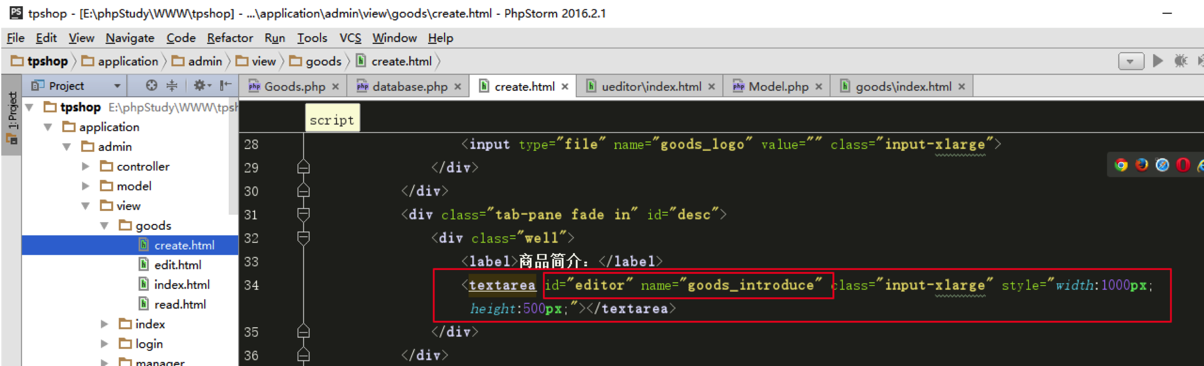 tpshop - [E:\phpStudy\WWW\tpshop] - ...\application\admin\view\goods\create.html - PhpStorm 2016.2.1
File Edit View Navigate Code Refactor Run Tools VCS Window Help
tpshop application admin view goods create.html
Project Goods.php database.php create.html ueditor\index.html Model.php goods\index.html
1: Project
tpshop E:\phpStudy\WWW\tpsh
application
admin
controller
model
view
goods
create.html
edit.html
index.html
read.html
index
login
manager
script
28 <input type="file" name="goods_logo" value="" class="input-xlarge">
29 </div>
30 </div>
31 <div class="tab-pane fade in" id="desc">
32 <div class="well">
33 <label>商品简介：</label>
34 <textarea id="editor" name="goods_introduce" class="input-xlarge" style="width:1000px;
height:500px;"></textarea>
35 </div>
36 </div>